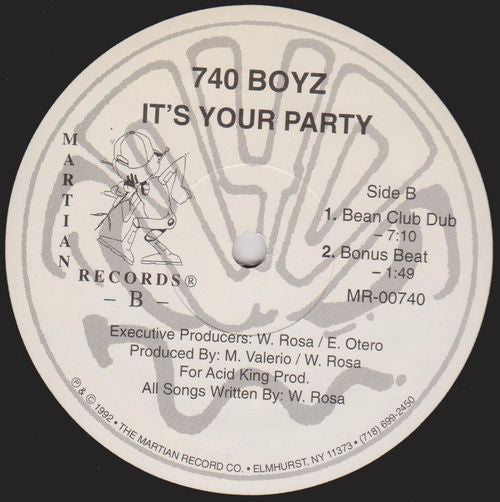 740 BOYZ
IT'S YOUR PARTY
MARTIAN
RECORDS®
– B –
Side B
1. Bean Club Dub
– 7:10
2. Bonus Beat
– 1:49
MR-00740
Executive Producers: W. Rosa / E. Otero
Produced By: M. Valerio / W. Rosa
For Acid King Prod.
All Songs Written By: W. Rosa
℗ & © 1992 • THE MARTIAN RECORD CO. • ELMHURST, NY 11373 • (718) 699-2450